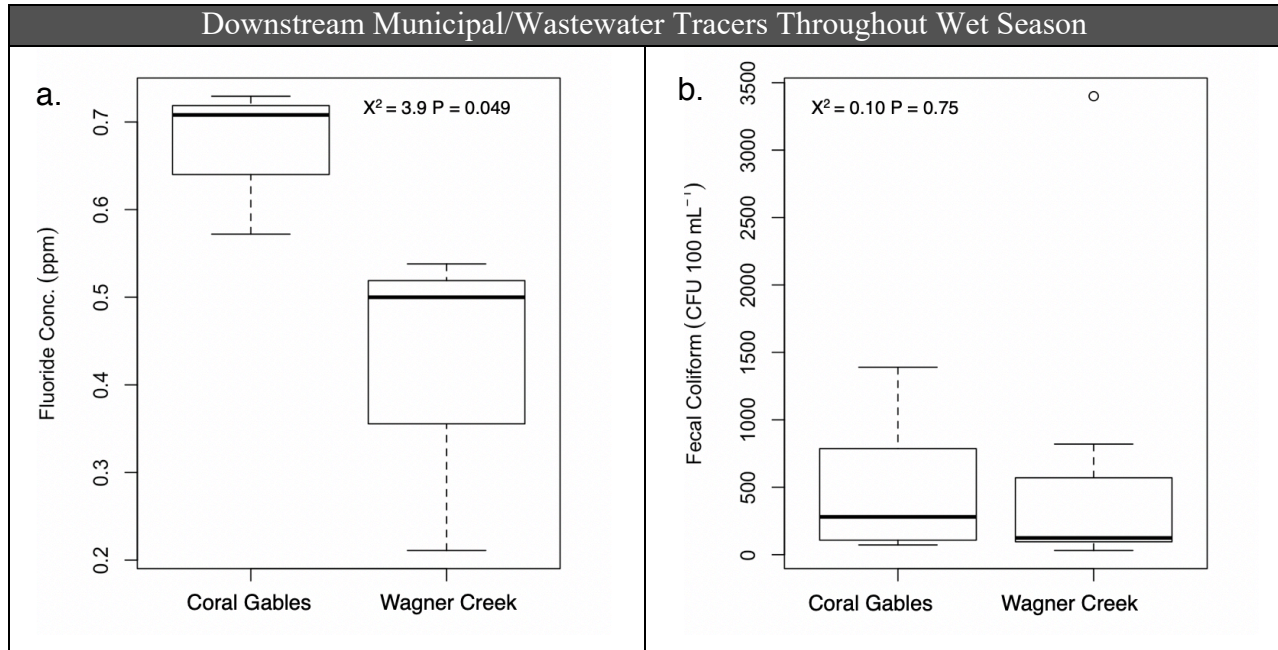 Downstream Municipal/Wastewater Tracers Throughout Wet Season
a.
X² = 3.9 P = 0.049
Fluoride Conc. (ppm)
0.7
0.6
0.5
0.4
0.3
0.2
Coral Gables
Wagner Creek
b.
X² = 0.10 P = 0.75
Fecal Coliform (CFU 100 mL⁻¹)
3500
3000
2500
2000
1500
1000
500
0
Coral Gables
Wagner Creek